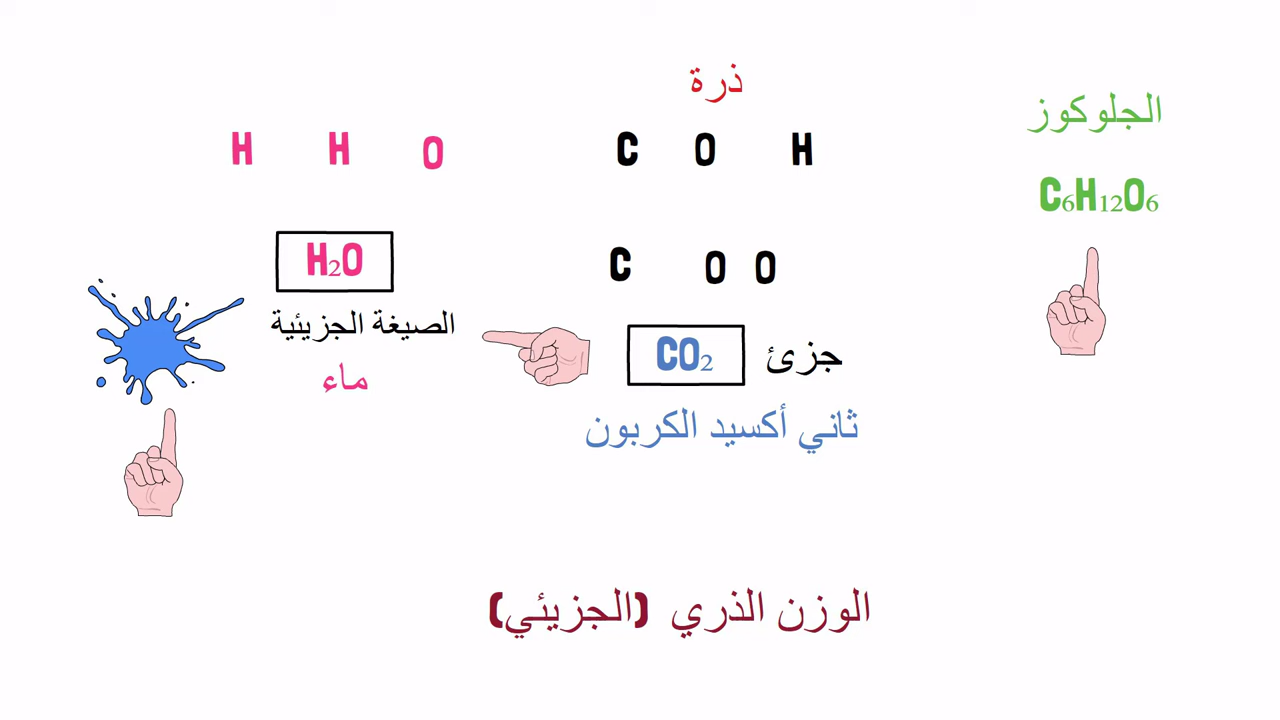 ذرة
الجلوكوز
C O H
H H O
C₆H₁₂O₆
H₂O
C O O
الصيغة الجزيئية
جزئ
CO₂
ماء
ثاني أكسيد الكربون
الوزن الذري (الجزيئي)